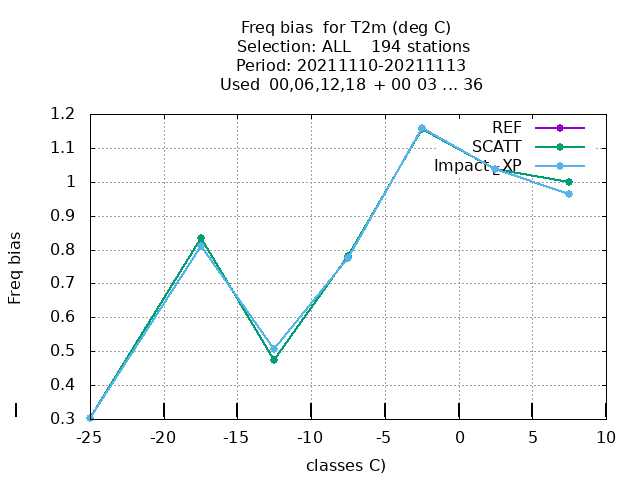 Freq bias for T2m (deg C)
Selection: ALL 194 stations
Period: 20211110-20211113
Used 00,06,12,18 + 00 03 ... 36
REF
SCATT
1.2
1.1
1
0.9
0.8
0.7
0.6
0.5
0.4
0.3
Freq bias
-25
-20
-15
-10
-5
0
5
10
classes C)